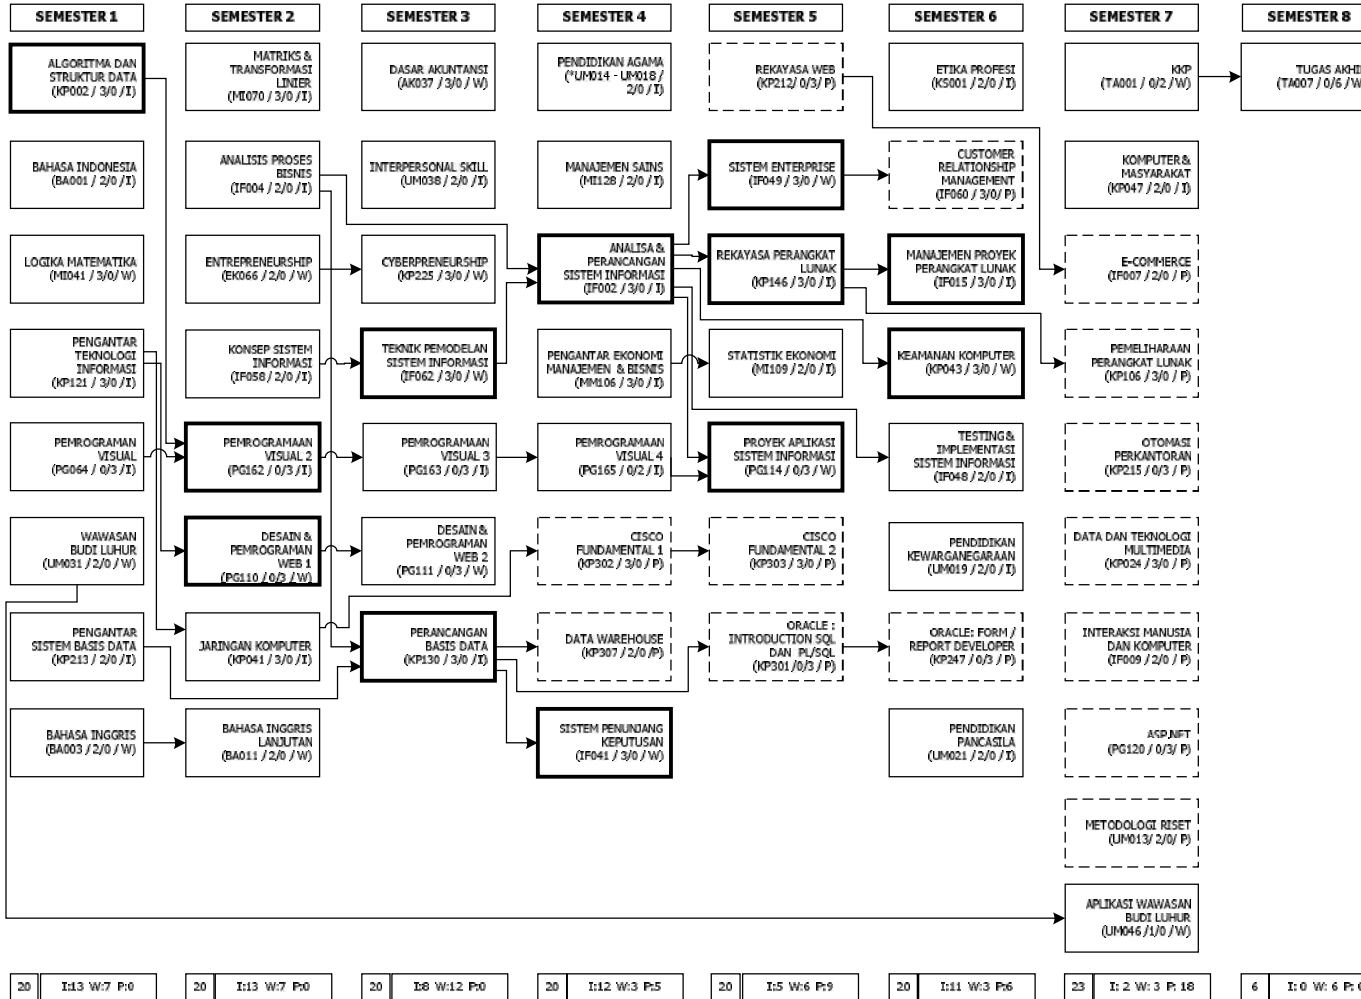 SEMESTER 1
SEMESTER 2
SEMESTER 3
SEMESTER 4
SEMESTER 5
SEMESTER 6
SEMESTER 7
SEMESTER 8
ALGORITMA DAN
STRUKTUR DATA
(KP002 / 3/0 /I)
MATRIKS &
TRANSFORMASI
LINIER
(MI070 / 3/0 /I)
DASAR AKUNTANSI
(AK037 / 3/0 / W)
PENDIDIKAN AGAMA
(*UM014 - UM018 /
2/0 / I)
REKAYASA WEB
(KP212/ 0/3/ P)
ETIKA PROFESI
(KS001 / 2/0 / I)
KKP
(TA001 / 0/2 / W)
TUGAS AKHI
(TA007 / 0/6 / W
BAHASA INDONESIA
(BA001 / 2/0 /I)
ANALISIS PROSES
BISNIS
(IF004 / 2/0 /I)
INTERPERSONAL SKILL
(UM038 / 2/0 /I)
MANAJEMEN SAINS
(MI128 / 2/0 / I)
SISTEM ENTERPRISE
(IF049 / 3/0 / W)
CUSTOMER
RELATIONSHIP
MANAGEMENT
(IF060 / 3/0/ P)
KOMPUTER &
MASYARAKAT
(KP047 / 2/0 / I)
LOGIKA MATEMATIKA
(MI041 / 3/0/ W)
ENTREPRENEURSHIP
(EK066 / 2/0 / W)
CYBERPRENEURSHIP
(KP225 / 3/0 / W)
ANALISA &
PERANCANGAN
SISTEM INFORMASI
(IF002 / 3/0 / I)
REKAYASA PERANGKAT
LUNAK
(KP146 / 3/0 / I)
MANAJEMEN PROYEK
PERANGKAT LUNAK
(IF015 / 3/0 / I)
E-COMMERCE
(IF007 / 2/0 / P)
PENGANTAR
TEKNOLOGI
INFORMASI
(KP121 / 3/0 /I)
KONSEP SISTEM
INFORMASI
(IF058 / 2/0 / I)
TEKNIK PEMODELAN
SISTEM INFORMASI
(IF062 / 3/0 / W)
PENGANTAR EKONOMI
MANAJEMEN & BISNIS
(MM106 / 3/0 / I)
STATISTIK EKONOMI
(MI109 / 2/0 / I)
KEAMANAN KOMPUTER
(KP043 / 3/0 / W)
PEMELIHARAAN
PERANGKAT LUNAK
(KP106 / 3/0 / P)
PEMROGRAMAN
VISUAL
(PG064 / 0/3 /I)
PEMROGRAMAAN
VISUAL 2
(PG162 / 0/3 / I)
PEMROGRAMAAN
VISUAL 3
(PG163 / 0/3 / I)
PEMROGRAMAAN
VISUAL 4
(PG165 / 0/2 / I)
PROYEK APLIKASI
SISTEM INFORMASI
(PG114 / 0/3 / W)
TESTING &
IMPLEMENTASI
SISTEM INFORMASI
(IF048 / 2/0 / I)
OTOMASI
PERKANTORAN
(KP215 / 0/3 / P)
WAWASAN
BUDI LUHUR
(UM031 / 2/0 / W)
DESAIN &
PEMROGRAMAN
WEB 1
(PG110 / 0/3 / W)
DESAIN &
PEMROGRAMAN
WEB 2
(PG111 / 0/3 / W)
CISCO
FUNDAMENTAL 1
(KP302 / 3/0 / P)
CISCO
FUNDAMENTAL 2
(KP303 / 3/0 / P)
PENDIDIKAN
KEWARGANEGARAAN
(UM019 / 2/0 / I)
DATA DAN TEKNOLOGI
MULTIMEDIA
(KP024 / 3/0 / P)
PENGANTAR
SISTEM BASIS DATA
(KP213 / 2/0 / I)
JARINGAN KOMPUTER
(KP041 / 3/0 / I)
PERANCANGAN
BASIS DATA
(KP130 / 3/0 / I)
DATA WAREHOUSE
(KP307 / 2/0 /P)
ORACLE :
INTRODUCTION SQL
DAN PL/SQL
(KP301/0/3 / P)
ORACLE: FORM /
REPORT DEVELOPER
(KP247 / 0/3 / P)
INTERAKSI MANUSIA
DAN KOMPUTER
(IF009 / 2/0 / P)
BAHASA INGGRIS
(BA003 / 2/0 / W)
BAHASA INGGRIS
LANJUTAN
(BA011 / 2/0 / W)
SISTEM PENUNJANG
KEPUTUSAN
(IF041 / 3/0 / W)
PENDIDIKAN
PANCASILA
(UM021 / 2/0 / I)
ASP.NET
(PG120 / 0/3/ P)
METODOLOGI RISET
(UM013/ 2/0/ P)
APLIKASI WAWASAN
BUDI LUHUR
(UM046 /1/0 / W)
20 I:13 W:7 P:0
20 I:13 W:7 P:0
20 I:8 W:12 P:0
20 I:12 W:3 P:5
20 I:5 W:6 P:9
20 I:11 W:3 P:6
23 I: 2 W: 3 P: 18
6 I: 0 W: 6 P: